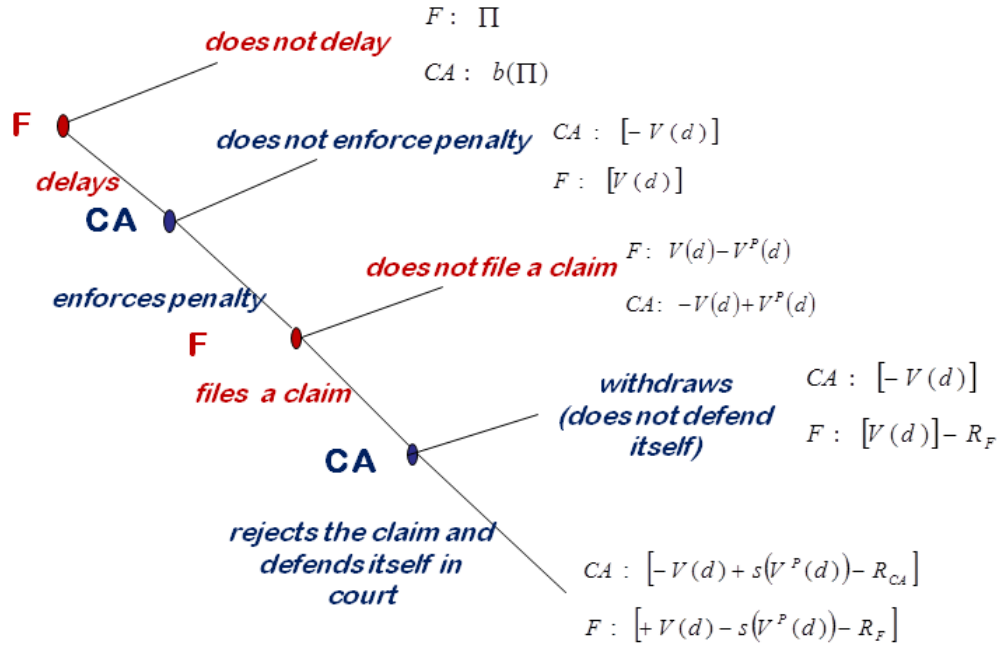 F : Π
does not delay
CA : b(Π)
F
does not enforce penalty
CA : [− V (d)]
F : [V (d)]
delays
CA
does not file a claim
F: V(d)−V^P(d)
CA: −V(d)+V^P(d)
enforces penalty
F
files a claim
withdraws
(does not defend
itself)
CA : [− V (d)]
F : [V (d)]− R_F
CA
rejects the claim and
defends itself in
court
CA : [− V (d) + s(V^P (d))− R_CA]
F : [+ V (d) − s(V^P (d))− R_F]